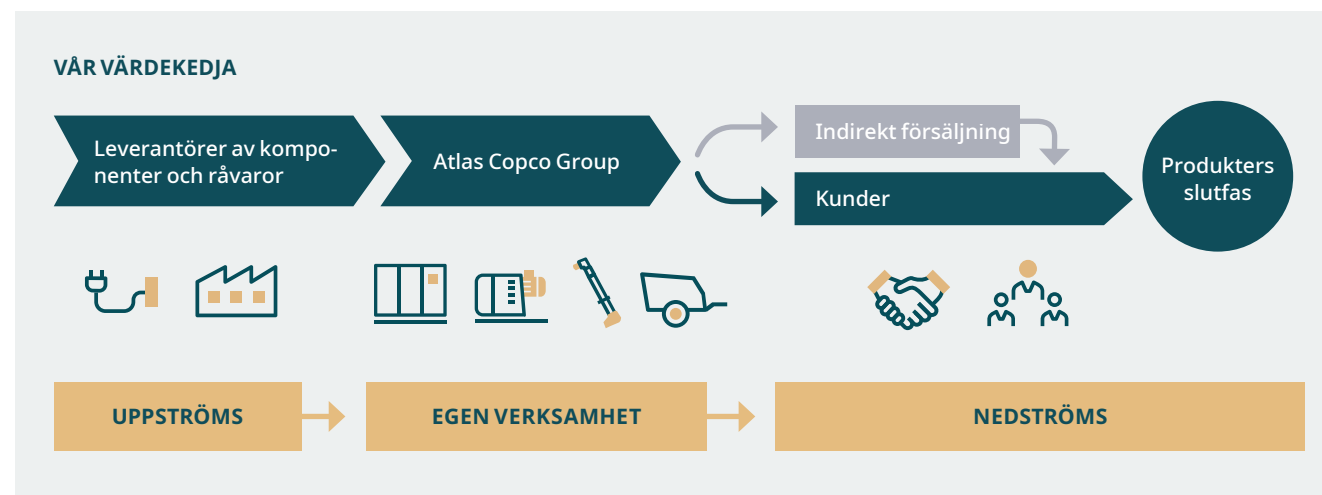 VÅR VÄRDEKEDJA
Leverantörer av kompo-
nenter och råvaror
Atlas Copco Group
Indirekt försäljning
Kunder
Produkters
slutfas
UPPSTRÖMS
EGEN VERKSAMHET
NEDSTRÖMS